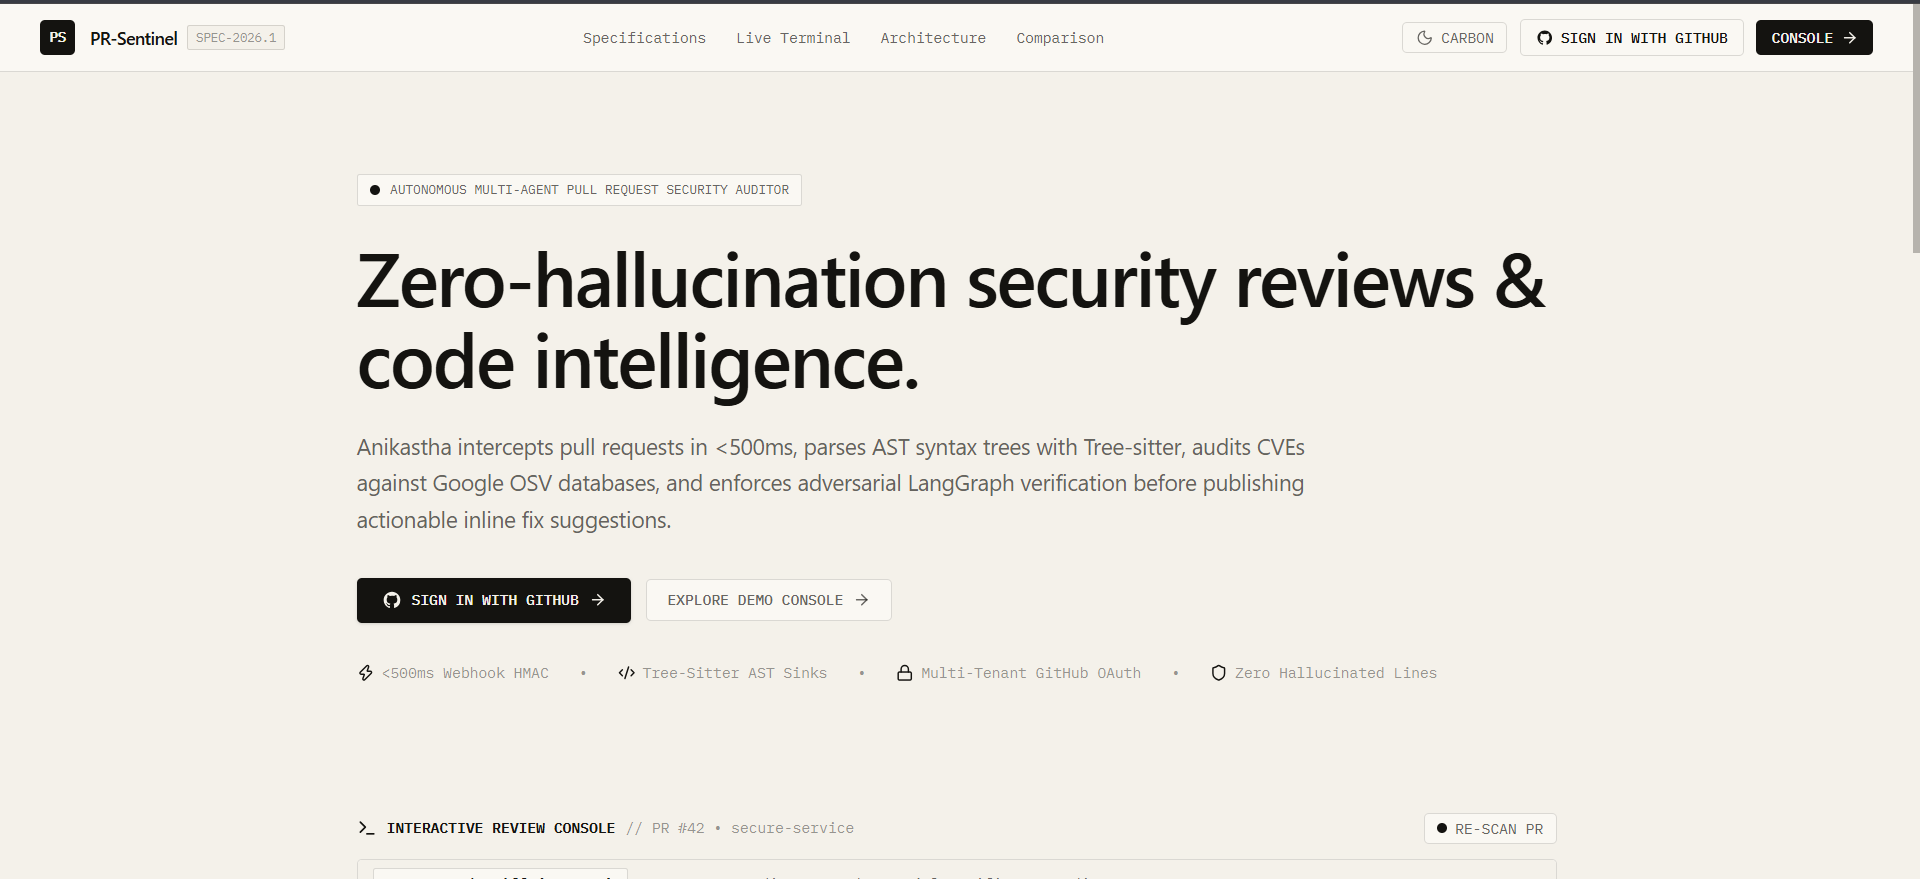 PS PR-Sentinel SPEC-2026.1 Specifications Live Terminal Architecture Comparison CARBON SIGN IN WITH GITHUB CONSOLE →
AUTONOMOUS MULTI-AGENT PULL REQUEST SECURITY AUDITOR
Zero-hallucination security reviews &
code intelligence.
Anikastha intercepts pull requests in <500ms, parses AST syntax trees with Tree-sitter, audits CVEs
against Google OSV databases, and enforces adversarial LangGraph verification before publishing
actionable inline fix suggestions.
SIGN IN WITH GITHUB → EXPLORE DEMO CONSOLE →
<500ms Webhook HMAC • Tree-Sitter AST Sinks • Multi-Tenant GitHub OAuth • Zero Hallucinated Lines
INTERACTIVE REVIEW CONSOLE // PR #42 • secure-service RE-SCAN PR